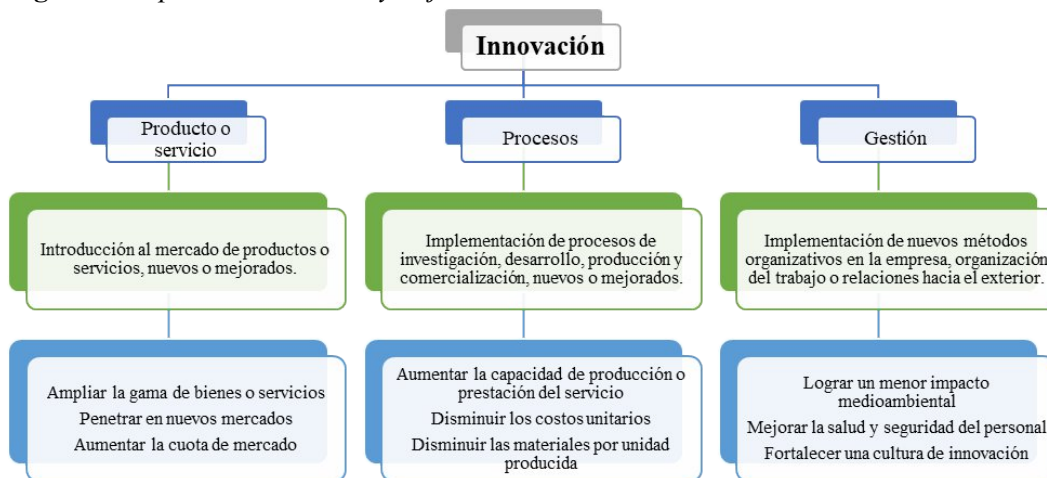 Innovación
Producto o
servicio
Procesos
Gestión
Introducción al mercado de productos o
servicios, nuevos o mejorados.
Implementación de procesos de
investigación, desarrollo, producción y
comercialización, nuevos o mejorados.
Implementación de nuevos métodos
organizativos en la empresa, organización
del trabajo o relaciones hacia el exterior.
Ampliar la gama de bienes o servicios
Penetrar en nuevos mercados
Aumentar la cuota de mercado
Aumentar la capacidad de producción o
prestación del servicio
Disminuir los costos unitarios
Disminuir las materiales por unidad
producida
Lograr un menor impacto
medioambiental
Mejorar la salud y seguridad del personal
Fortalecer una cultura de innovación